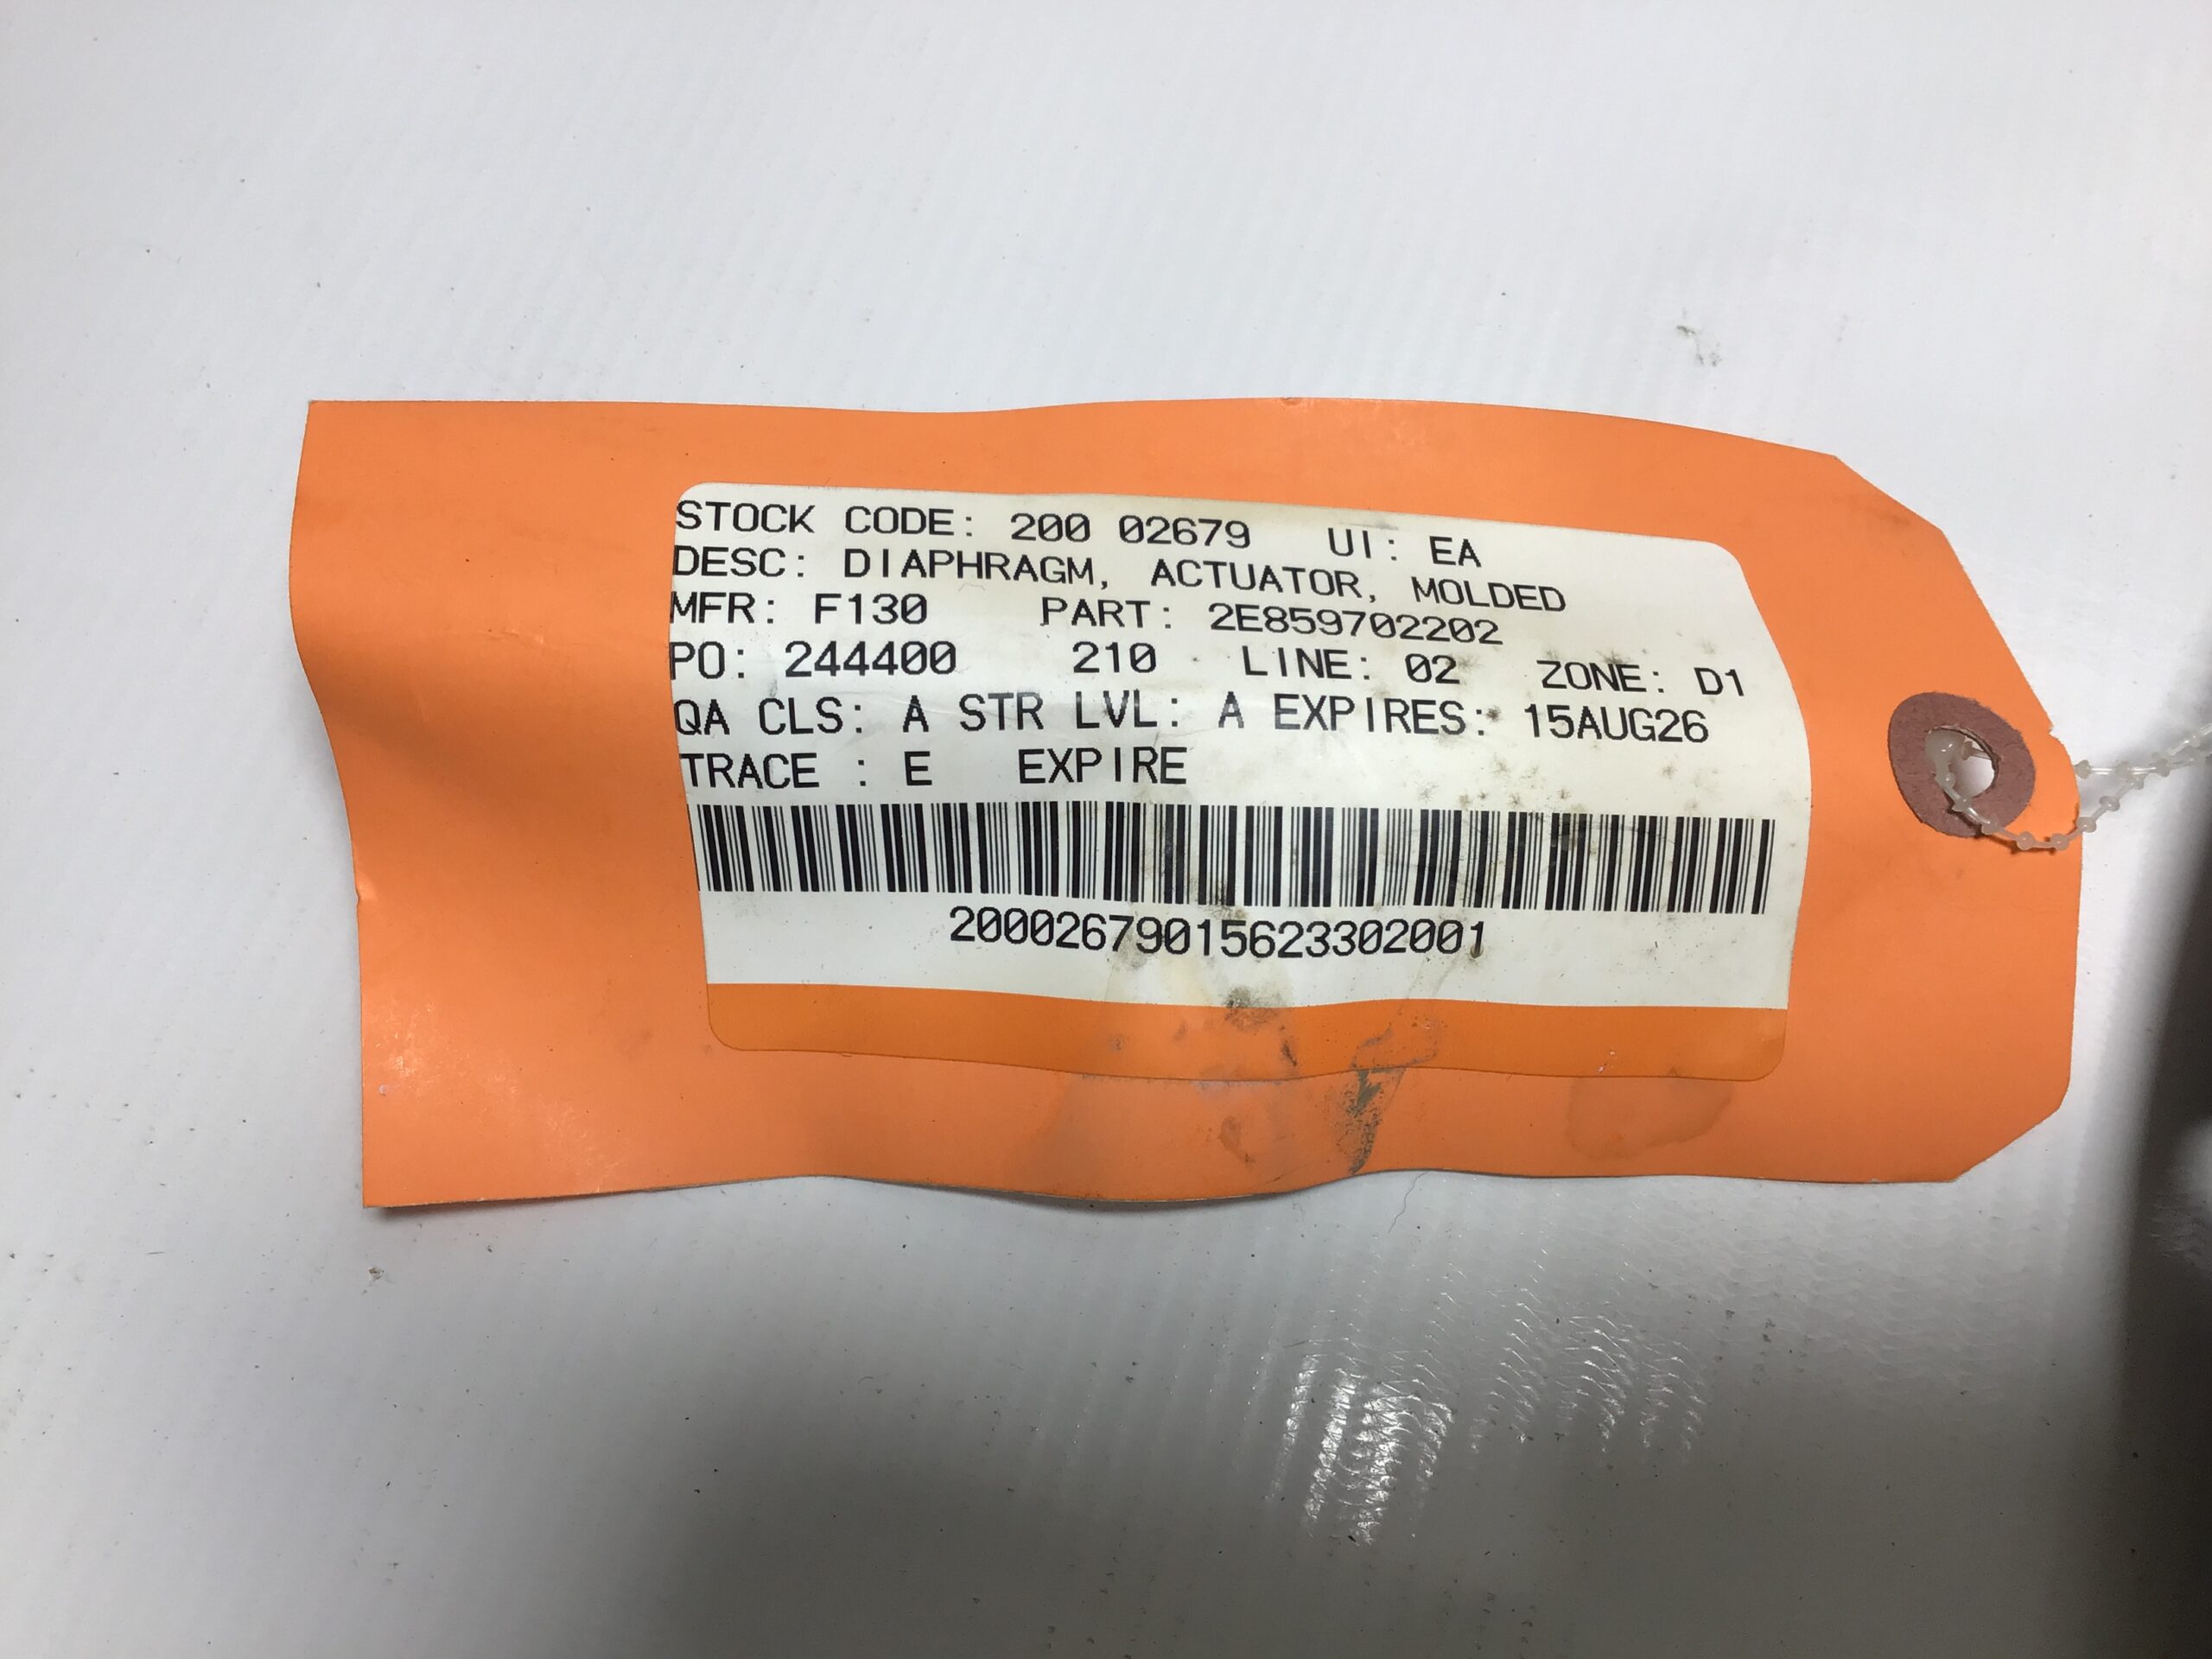 STOCK CODE: 200 02679 UI: EA
DESC: DIAPHRAGM, ACTUATOR, MOLDED
MFR: F130 PART: 2E859702202
PO: 244400 210 LINE: 02 ZONE: D1
QA CLS: A STR LVL: A EXPIRES: 15AUG26
TRACE : E EXPIRE
20002679015623302001